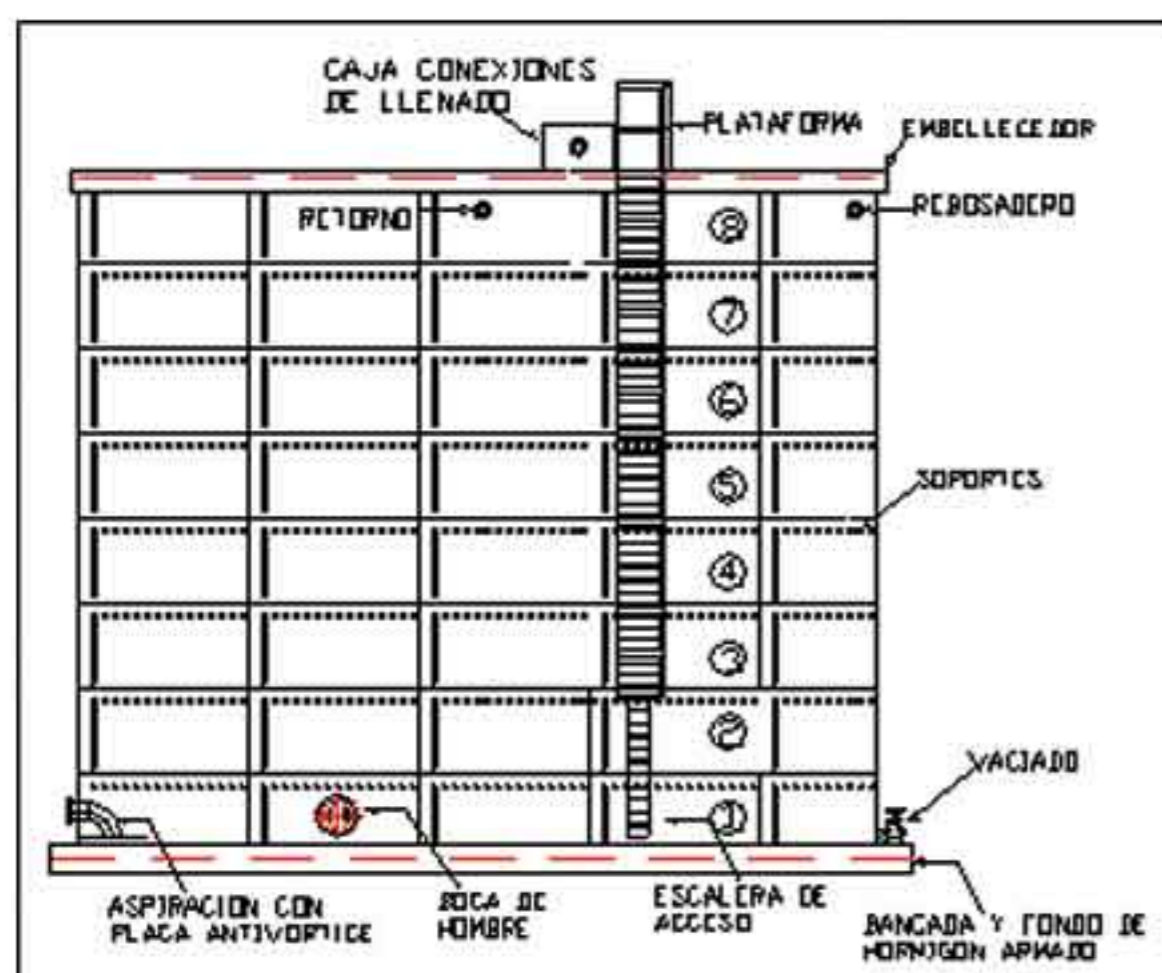 CAJA CONEXIONES
DE LLENADO
PLATAFORMA
EMBELLECEDOR
RETORNO
REBOSADERO
8
7
6
5
SOPORTES
4
3
2
VACIADO
1
ASPIRACION CON
PLACA ANTIVORTICE
BOCA DE
HOMBRE
ESCALERA DE
ACCESO
BANCADA Y FONDO DE
HORMIGON ARMADO